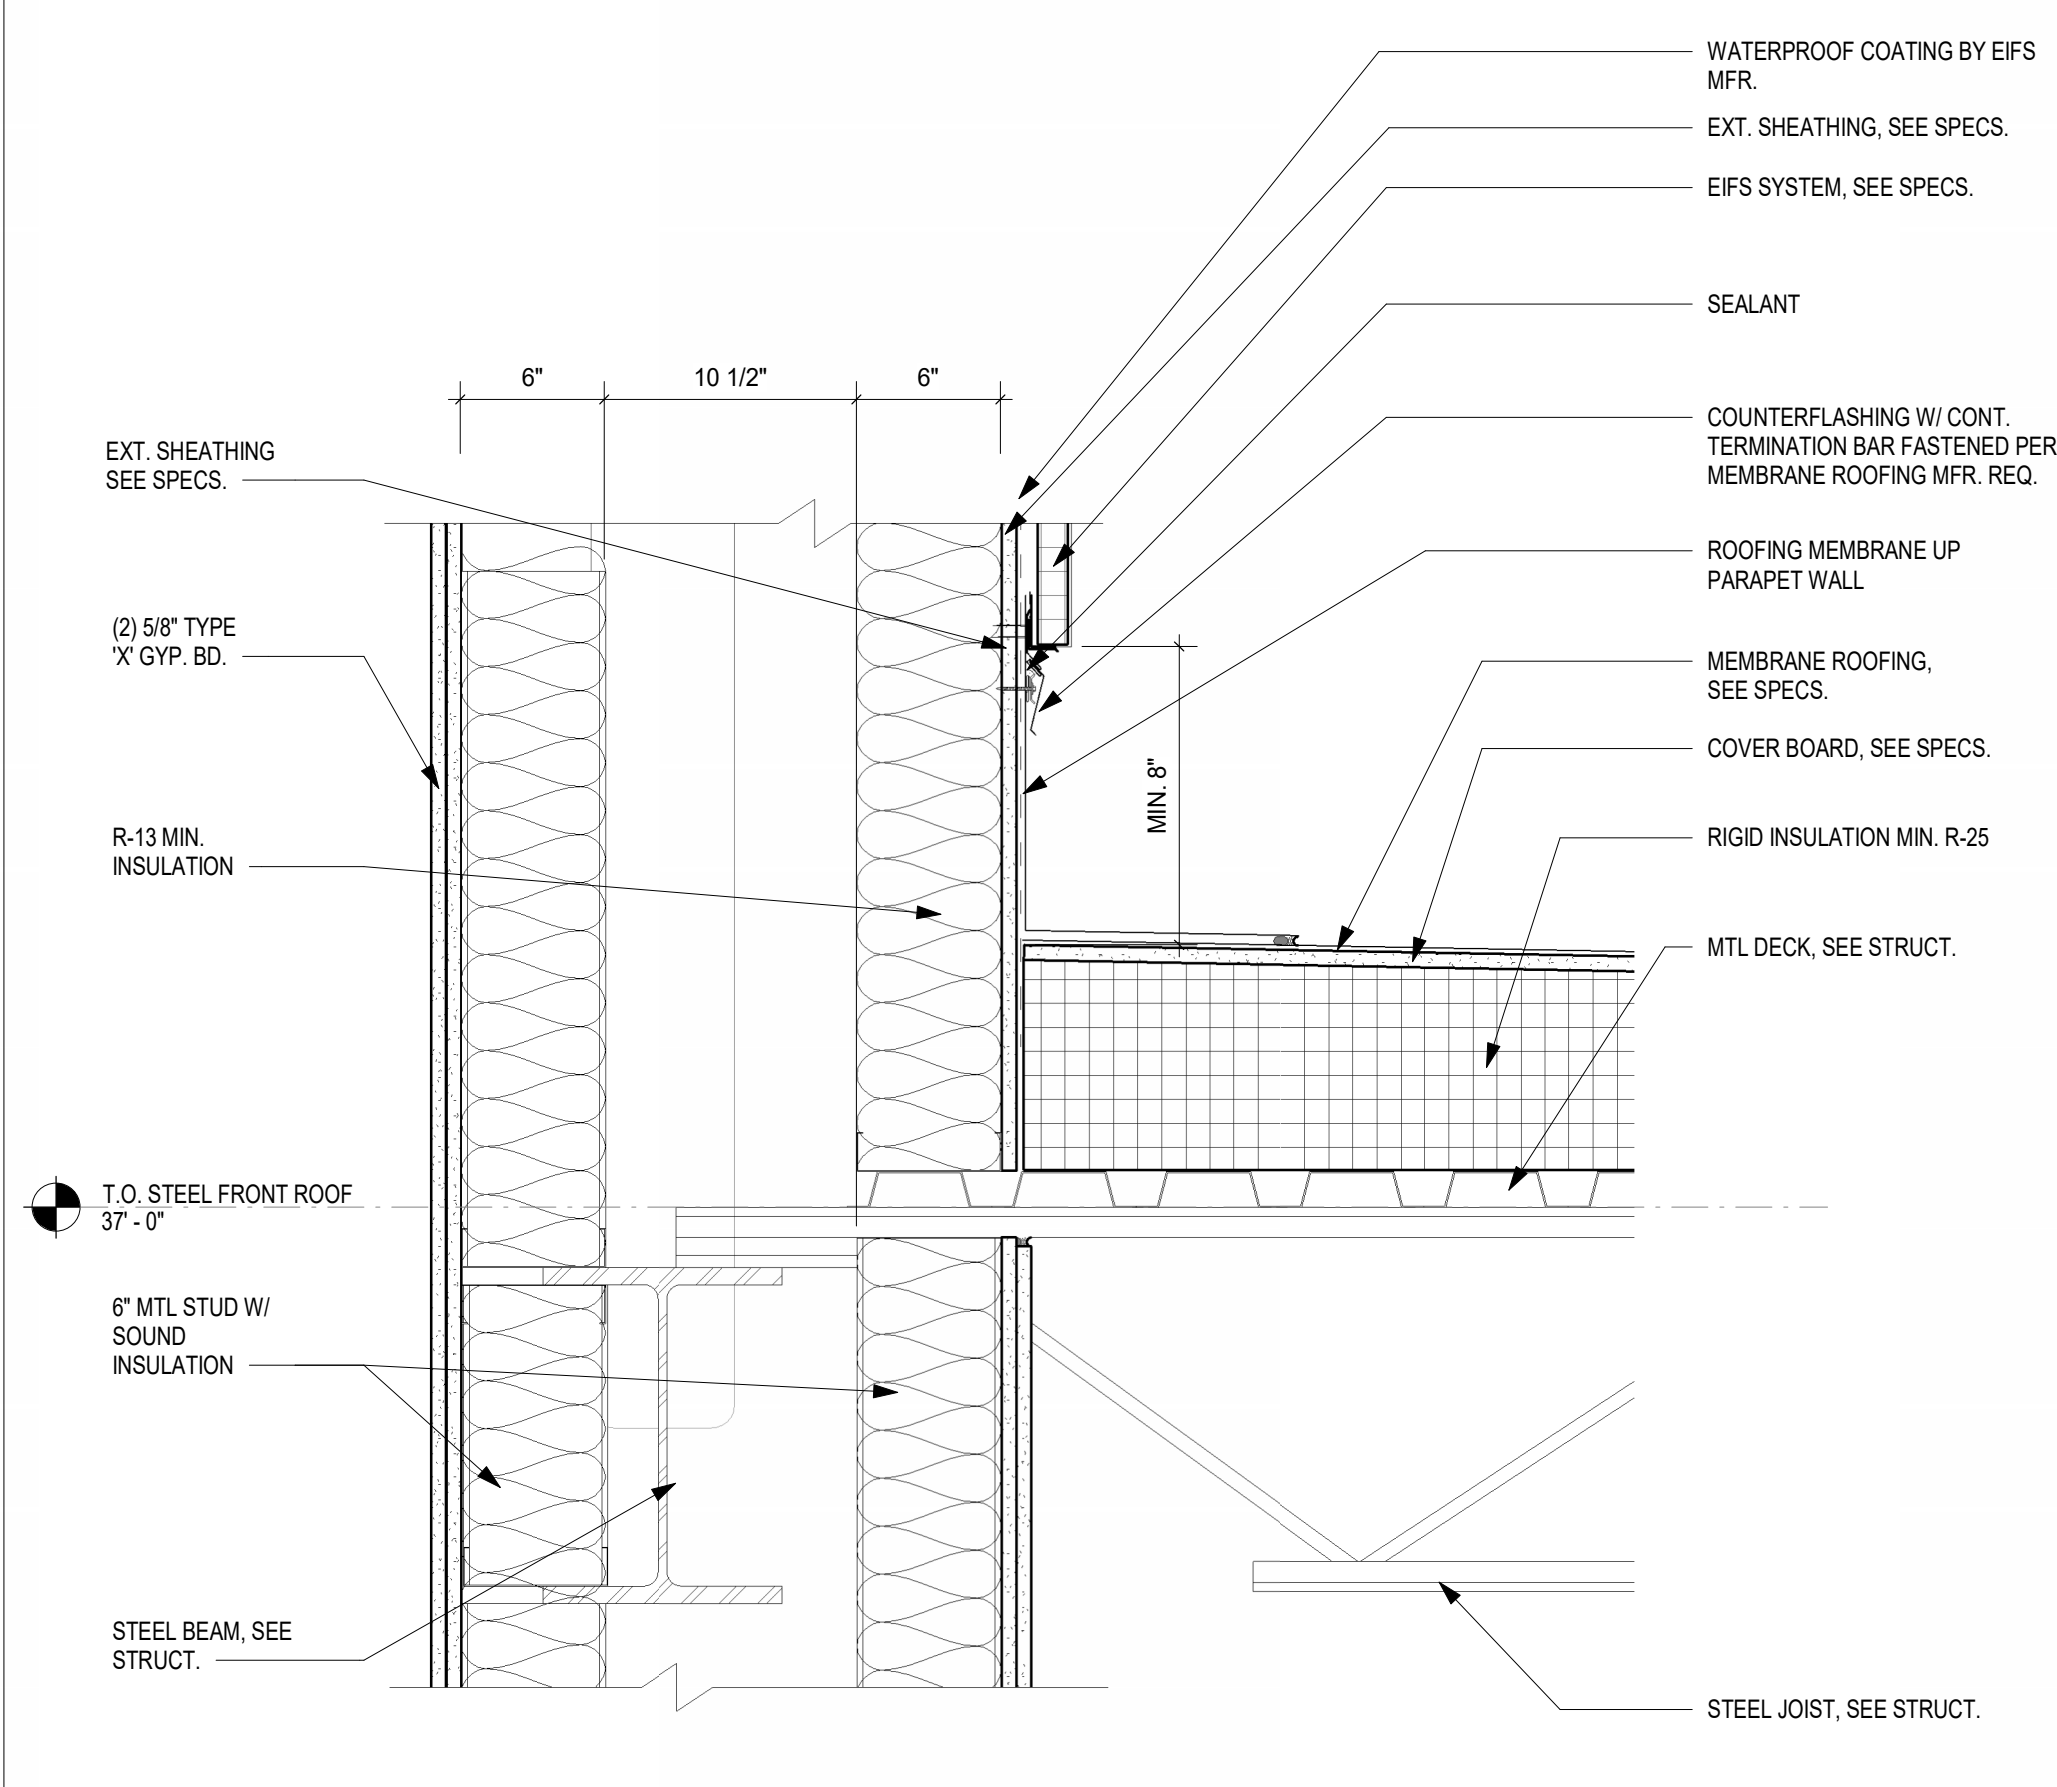 WATERPROOF COATING BY EIFS
MFR.
EXT. SHEATHING, SEE SPECS.
EIFS SYSTEM, SEE SPECS.
SEALANT
6"
10 1/2"
6"
COUNTERFLASHING W/ CONT.
TERMINATION BAR FASTENED PER
MEMBRANE ROOFING MFR. REQ.
EXT. SHEATHING
SEE SPECS.
ROOFING MEMBRANE UP
PARAPET WALL
(2) 5/8" TYPE
'X' GYP. BD.
MEMBRANE ROOFING,
SEE SPECS.
COVER BOARD, SEE SPECS.
MIN. 8"
R-13 MIN.
INSULATION
RIGID INSULATION MIN. R-25
MTL DECK, SEE STRUCT.
T.O. STEEL FRONT ROOF
37' - 0"
6" MTL STUD W/
SOUND
INSULATION
STEEL BEAM, SEE
STRUCT.
STEEL JOIST, SEE STRUCT.